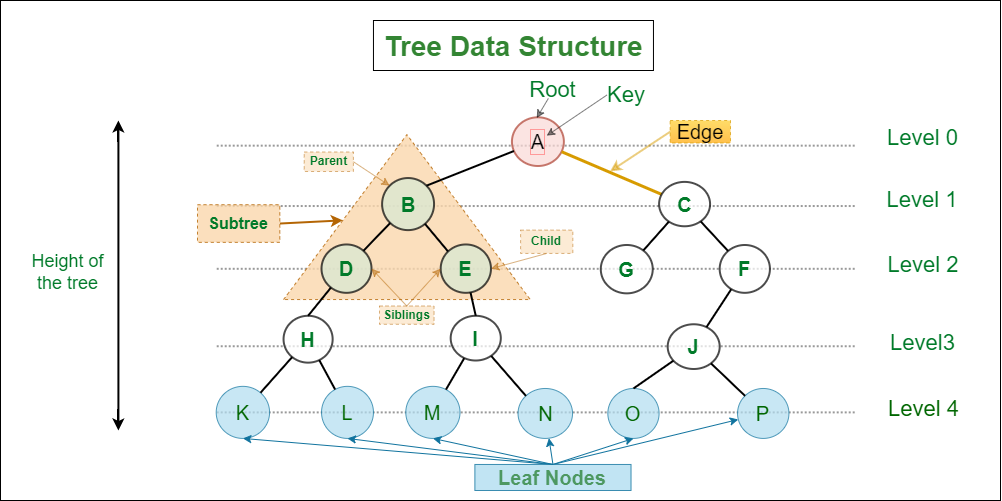 Tree Data Structure
Root
Key
A
Edge
Level 0
Parent
B
C
Level 1
Subtree
Child
D
E
G
F
Level 2
Height of
the tree
Siblings
H
I
J
Level3
K
L
M
N
O
P
Level 4
Leaf Nodes